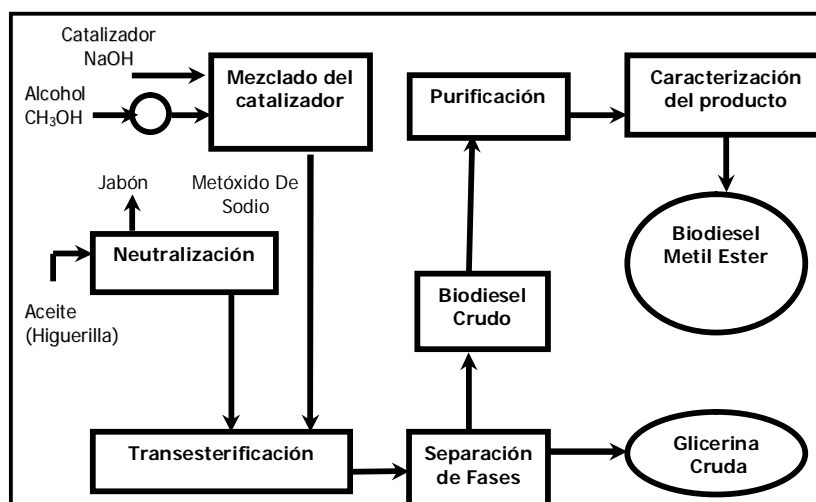 Catalizador
NaOH
Alcohol
CH₃OH
Mezclado del
catalizador
Purificación
Caracterización
del producto
Jabón
Metóxido De
Sodio
Neutralización
Aceite
(Higuerilla)
Biodiesel
Crudo
Biodiesel
Metil Ester
Transesterificación
Separación
de Fases
Glicerina
Cruda